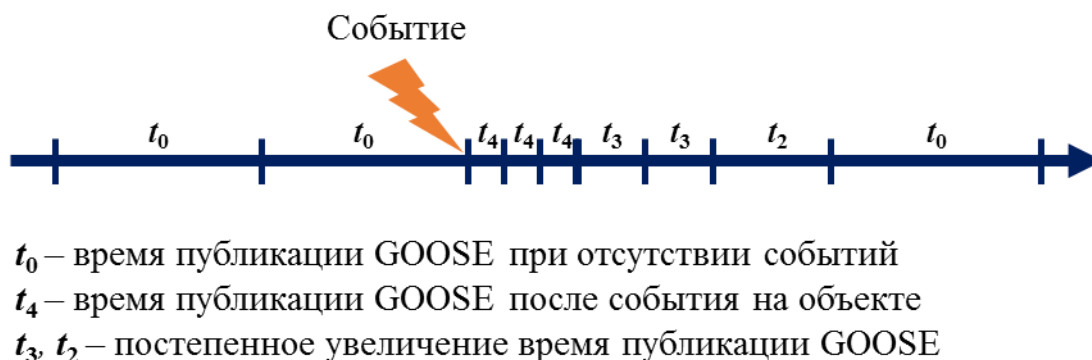 Событие
t₀ t₀ t₄ t₄ t₄ t₃ t₃ t₂ t₀
t₀ – время публикации GOOSE при отсутствии событий
t₄ – время публикации GOOSE после события на объекте
t₃, t₂ – постепенное увеличение время публикации GOOSE